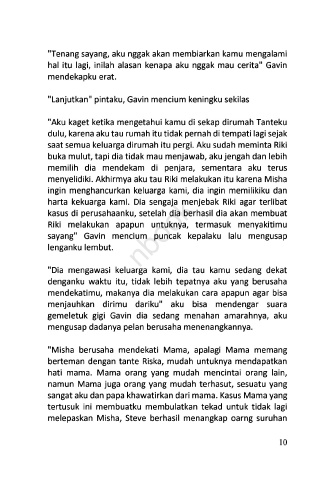 "Tenang sayang, aku nggak akan membiarkan kamu mengalami
hal itu lagi, inilah alasan kenapa aku nggak mau cerita" Gavin
mendekapku erat.
"Lanjutkan" pintaku, Gavin mencium keningku sekilas
"Aku kaget ketika mengetahui kamu di sekap dirumah Tanteku
dulu, karena aku tau rumah itu tidak pernah di tempati lagi sejak
saat semua keluarga dirumah itu pergi. Aku sudah meminta Riki
buka mulut, tapi dia tidak mau menjawab, aku jengah dan lebih
memilih dia mendekam di penjara, sementara aku terus
menyelidiki. Akhirmya aku tau Riki melakukan itu karena Misha
ingin menghancurkan keluarga kami, dia ingin memilikiku dan
harta kekuarga kami. Dia sengaja menjebak Riki agar terlibat
kasus di perusahaanku, setelah dia berhasil dia akan membuat
Riki melakukan apapun untuknya, termasuk menyakitimu
sayang" Gavin mencium puncak kepalaku lalu mengusap
lenganku lembut.
"Dia mengawasi keluarga kami, dia tau kamu sedang dekat
denganku waktu itu, tidak lebih tepatnya aku yang berusaha
mendekatimu, makanya dia melakukan cara apapun agar bisa
menjauhkan dirimu dariku" aku bisa mendengar suara
gemeletuk gigi Gavin dia sedang menahan amarahnya, aku
mengusap dadanya pelan berusaha menenangkannya.
"Misha berusaha mendekati Mama, apalagi Mama memang
berteman dengan tante Riska, mudah untuknya mendapatkan
hati mama. Mama orang yang mudah mencintai orang lain,
namun Mama juga orang yang mudah terhasut, sesuatu yang
sangat aku dan papa khawatirkan dari mama. Kasus Mama yang
tertusuk ini membuatku membulatkan tekad untuk tidak lagi
melepaskan Misha, Steve berhasil menangkap oarng suruhan
10